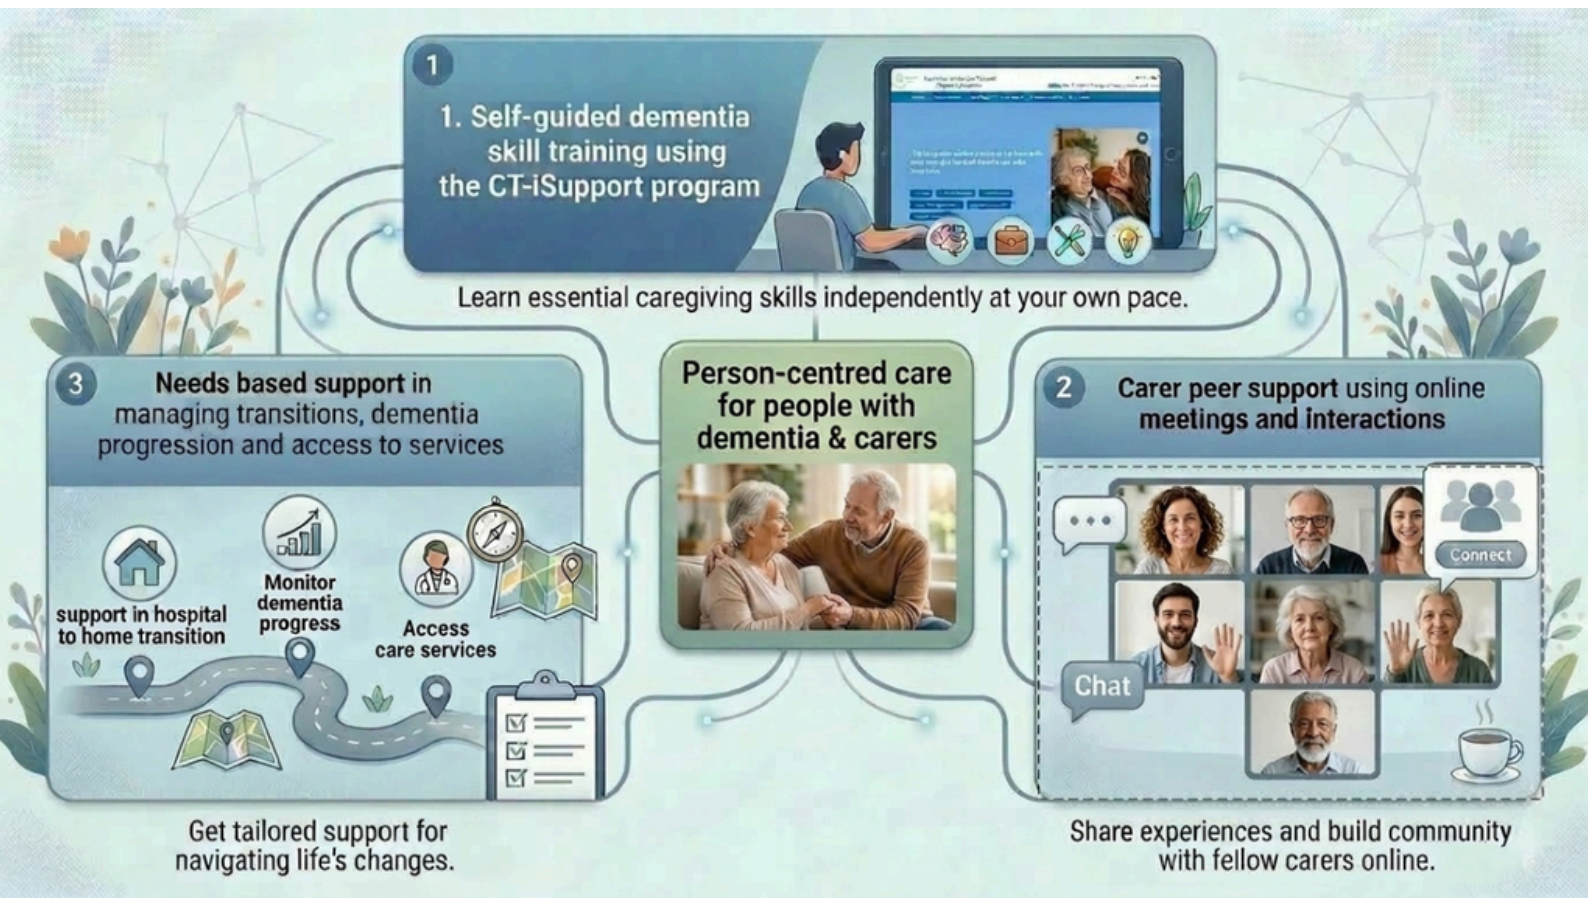 1
1. Self-guided dementia
skill training using
the CT-iSupport program
Learn essential caregiving skills independently at your own pace.
Person-centred care
for people with
dementia & carers
2
Carer peer support using online
meetings and interactions
Connect
Chat
Share experiences and build community
with fellow carers online.
3
Needs based support in
managing transitions, dementia
progression and access to services
support in hospital
to home transition
Monitor
dementia
progress
Access
care services
Get tailored support for
navigating life's changes.